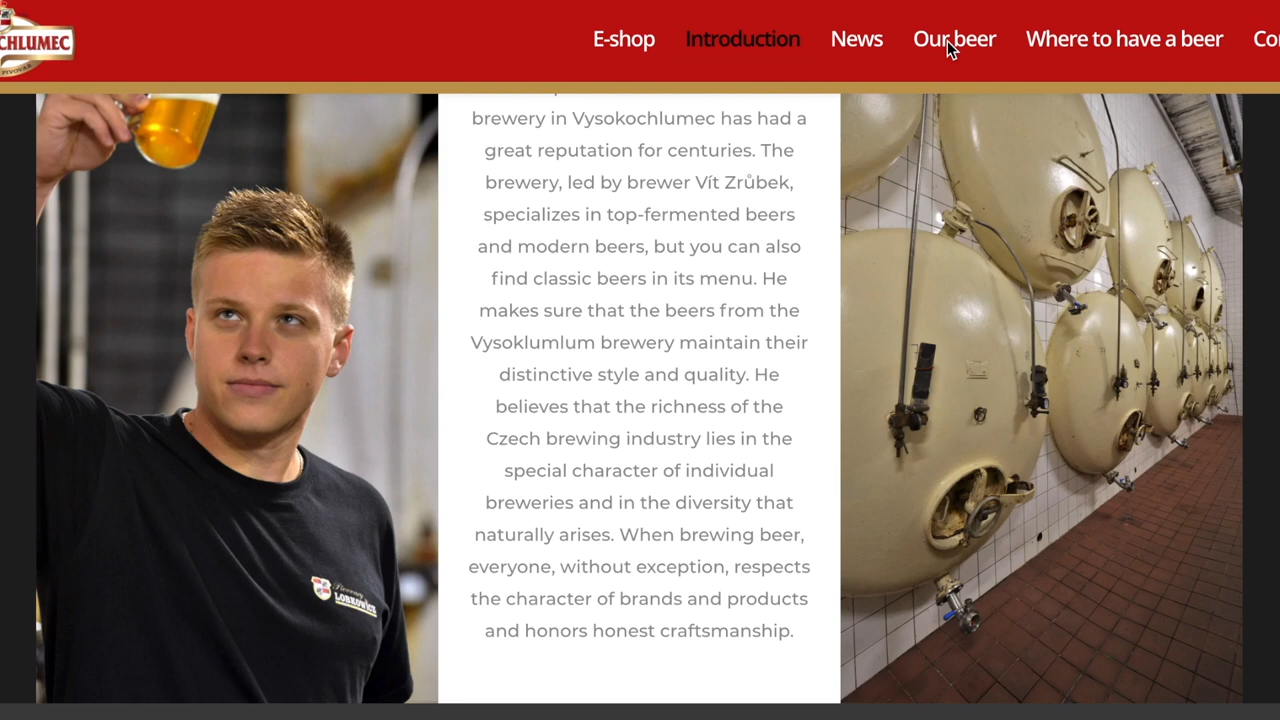 CHLUMEC
PIVOVAR
E-shop
Introduction
News
Our beer
Where to have a beer
brewery in Vysokochlumec has had a
great reputation for centuries. The
brewery, led by brewer Vít Zrůbek,
specializes in top-fermented beers
and modern beers, but you can also
find classic beers in its menu. He
makes sure that the beers from the
Vysoklumlum brewery maintain their
distinctive style and quality. He
believes that the richness of the
Czech brewing industry lies in the
special character of individual
breweries and in the diversity that
naturally arises. When brewing beer,
everyone, without exception, respects
the character of brands and products
and honors honest craftsmanship.
Pivovary
LOBKOWICZ